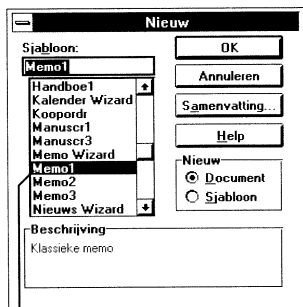 Nieuw
Sjabloon:
Memo1
Handboe1
Kalender Wizard
Koopordr
Manuscr1
Manuscr3
Memo Wizard
Memo1
Memo2
Memo3
Nieuws Wizard
OK
Annuleren
Samenvatting...
Help
Nieuw
Document
Sjabloon
Beschrijving
Klassieke memo